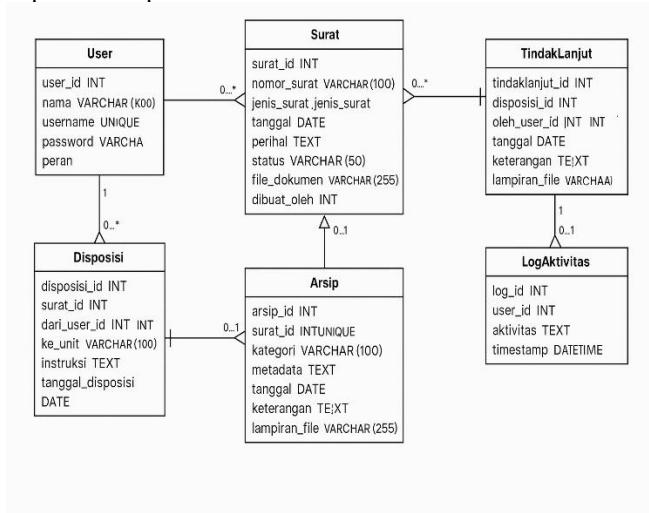 User
user_id INT
nama VARCHAR (K00)
username UNIQUE
password VARCHA
peran
1
0..*
Disposisi
disposisi_id INT
surat_id INT
dari_user_id INT INT
ke_unit VARCHAR (100)
instruksi TEXT
tanggal_disposisi
DATE
0...*
Surat
surat_id INT
nomor_surat VARCHAR (100)
jenis_surat .jenis_surat
tanggal DATE
perihal TEXT
status VARCHAR (50)
file_dokumen VARCHAR (255)
dibuat_oleh INT
0..1
0..1
Arsip
arsip_id INT
surat_id INTUNIQUE
kategori VARCHAR (100)
metadata TEXT
tanggal DATE
keterangan TE;XT
lampiran_file VARCHAR (255)
0...*
TindakLanjut
tindaklanjut_id INT
disposisi_id INT
oleh_user_id INT INT
tanggal DATE
keterangan TE;XT
lampiran_file VARCHAA)
1
0..1
LogAktivitas
log_id INT
user_id INT
aktivitas TEXT
timestamp DATETIME